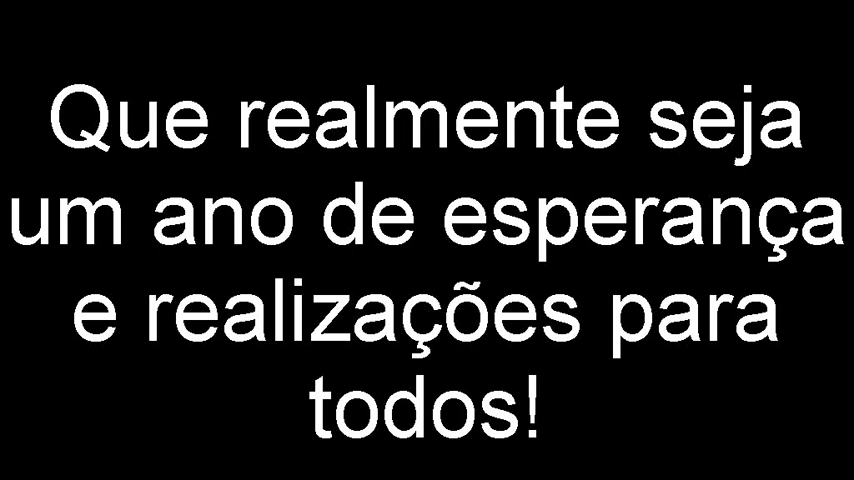 Que realmente seja
um ano de esperança
e realizações para
todos!